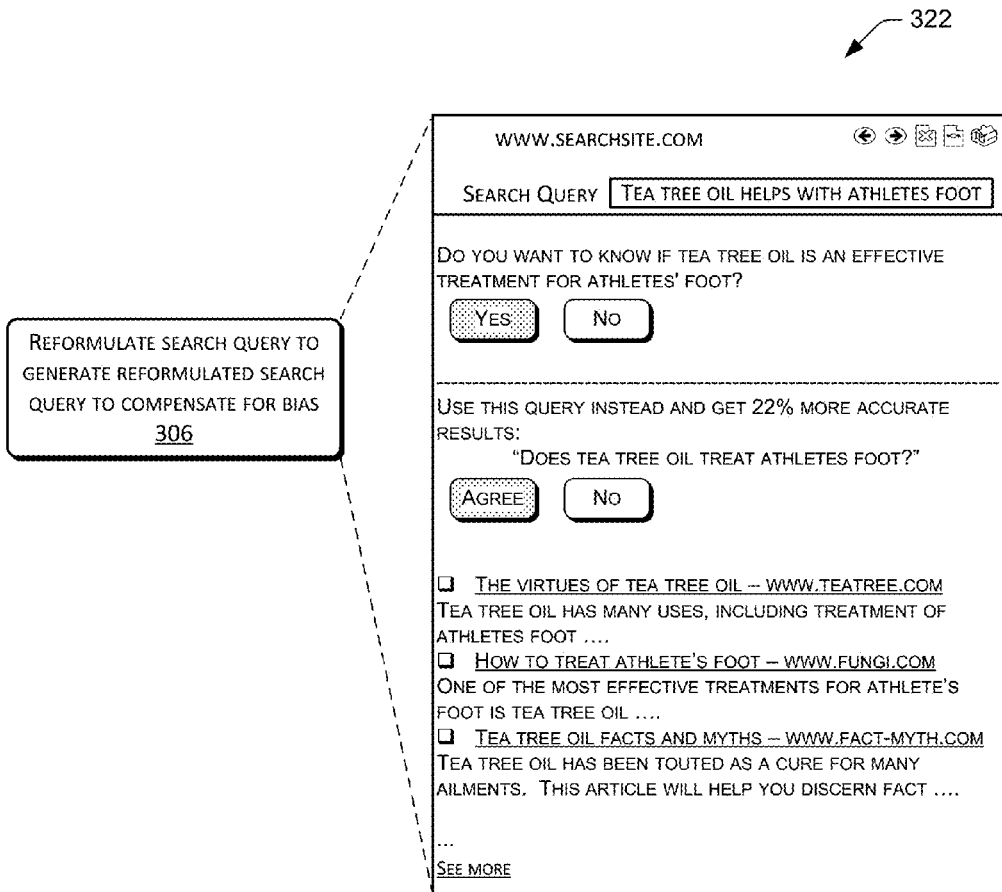 322
WWW.SEARCHSITE.COM
SEARCH QUERY TEA TREE OIL HELPS WITH ATHLETES FOOT
DO YOU WANT TO KNOW IF TEA TREE OIL IS AN EFFECTIVE
TREATMENT FOR ATHLETES' FOOT?
YES NO
REFORMULATE SEARCH QUERY TO
GENERATE REFORMULATED SEARCH
QUERY TO COMPENSATE FOR BIAS
306
USE THIS QUERY INSTEAD AND GET 22% MORE ACCURATE
RESULTS:
"DOES TEA TREE OIL TREAT ATHLETES FOOT?"
AGREE NO
THE VIRTUES OF TEA TREE OIL – WWW.TEATREE.COM
TEA TREE OIL HAS MANY USES, INCLUDING TREATMENT OF
ATHLETES FOOT ....
HOW TO TREAT ATHLETE'S FOOT – WWW.FUNGI.COM
ONE OF THE MOST EFFECTIVE TREATMENTS FOR ATHLETE'S
FOOT IS TEA TREE OIL ....
TEA TREE OIL FACTS AND MYTHS – WWW.FACT-MYTH.COM
TEA TREE OIL HAS BEEN TOUTED AS A CURE FOR MANY
AILMENTS. THIS ARTICLE WILL HELP YOU DISCERN FACT ....
...
SEE MORE